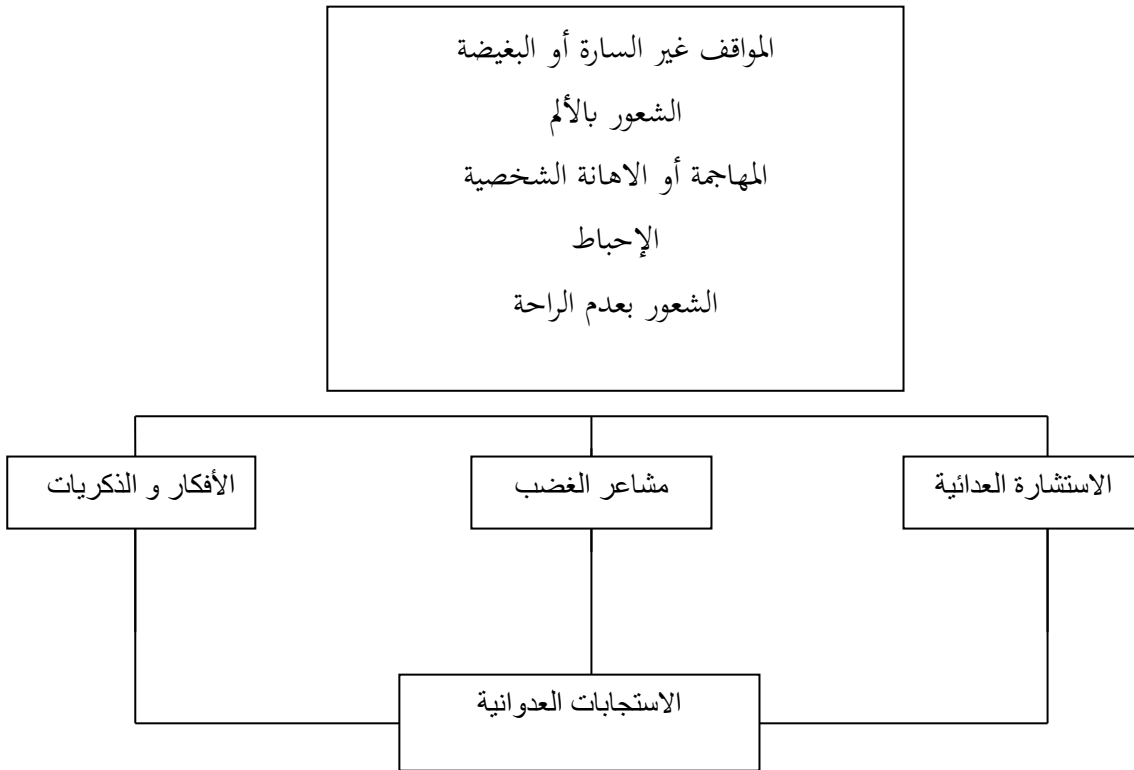 المواقف غير السارة أو البغيضة
الشعور بالألم
المهاجمة أو الاهانة الشخصية
الإحباط
الشعور بعدم الراحة
الاستشارة العدائية
مشاعر الغضب
الأفكار و الذكريات
الاستجابات العدوانية